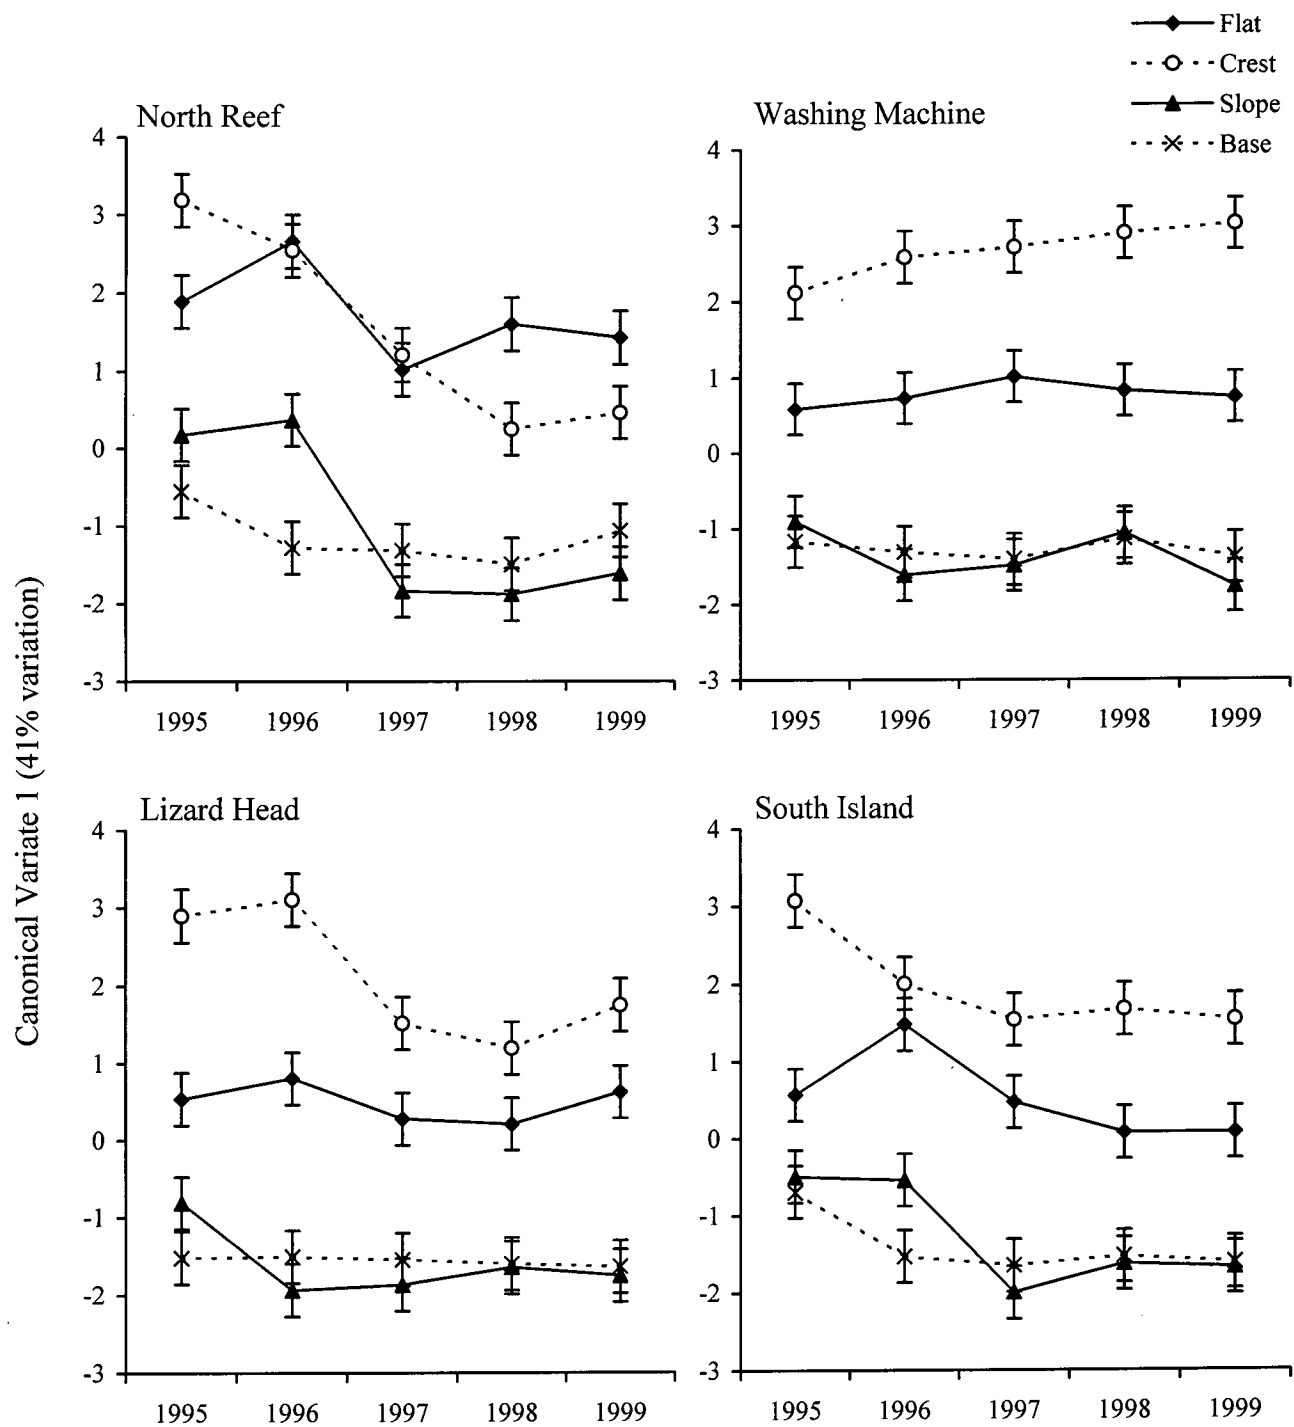 Flat
Crest
Slope
Base
North Reef
4
3
2
1
0
-1
-2
-3
1995 1996 1997 1998 1999
Washing Machine
4
3
2
1
0
-1
-2
-3
1995 1996 1997 1998 1999
Canonical Variate 1 (41% variation)
Lizard Head
4
3
2
1
0
-1
-2
-3
1995 1996 1997 1998 1999
South Island
4
3
2
1
0
-1
-2
-3
1995 1996 1997 1998 1999